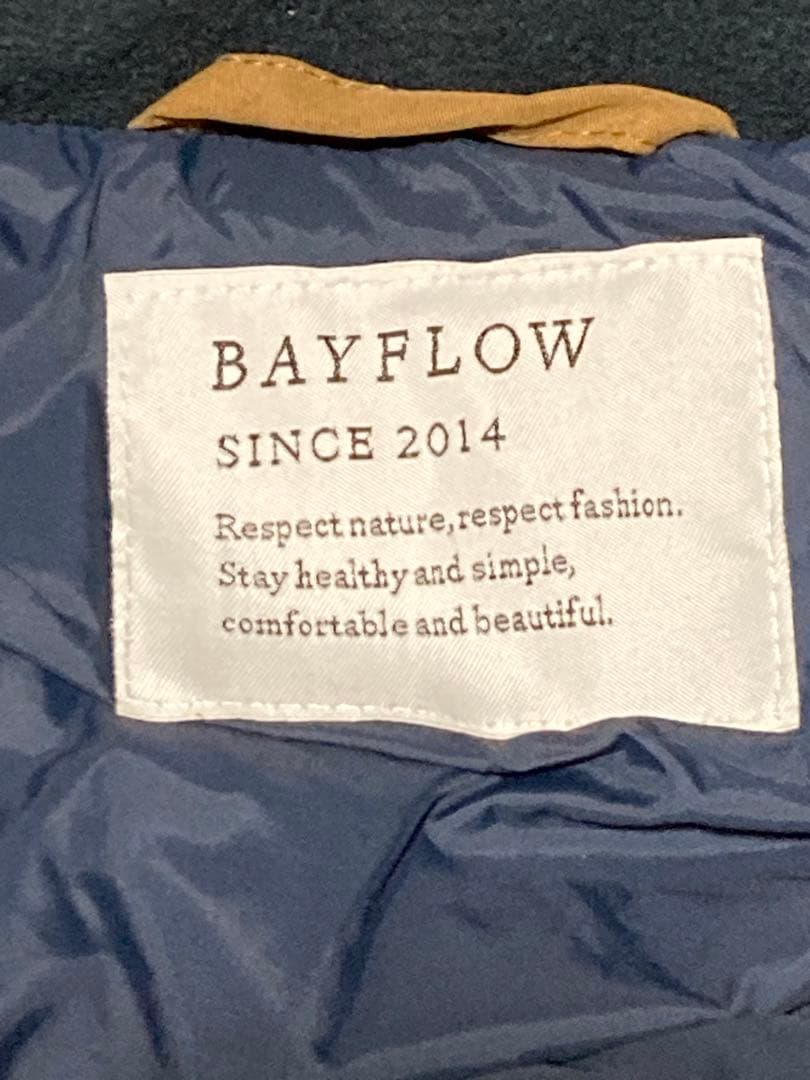 BAYFLOW
SINCE 2014
Respect nature, respect fashion.
Stay healthy and simple,
comfortable and beautiful.